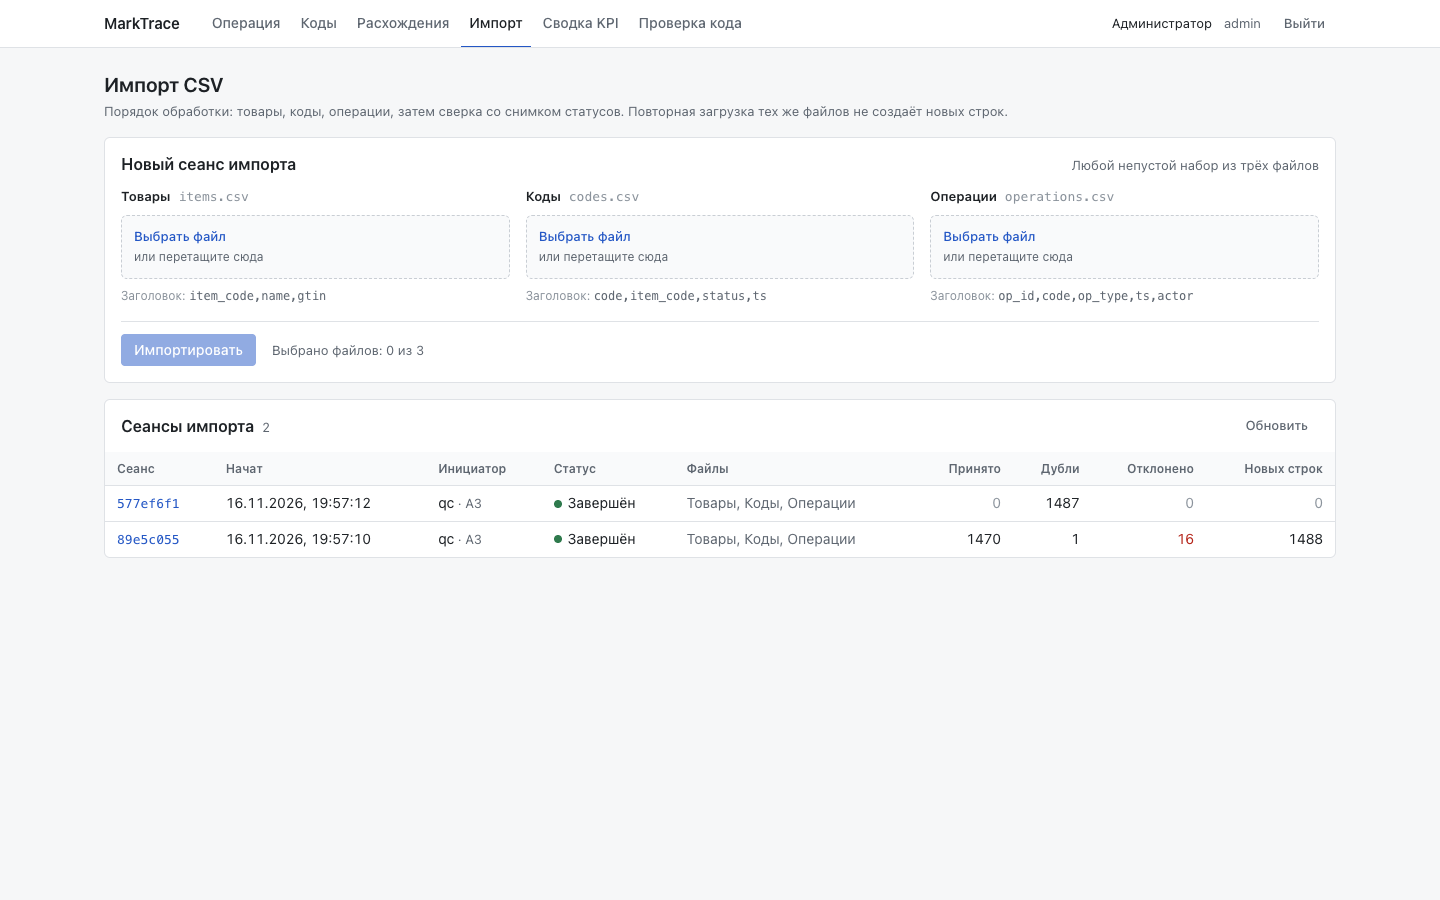 MarkTrace Операция Коды Расхождения Импорт Сводка KPI Проверка кода Администратор admin Выйти
Импорт CSV
Порядок обработки: товары, коды, операции, затем сверка со снимком статусов. Повторная загрузка тех же файлов не создаёт новых строк.
Новый сеанс импорта Любой непустой набор из трёх файлов
Товары items.csv Коды codes.csv Операции operations.csv
Выбрать файл Выбрать файл Выбрать файл
или перетащите сюда или перетащите сюда или перетащите сюда
Заголовок: item_code,name,gtin Заголовок: code,item_code,status,ts Заголовок: op_id,code,op_type,ts,actor
Импортировать Выбрано файлов: 0 из 3
Сеансы импорта 2 Обновить
Сеанс Начат Инициатор Статус Файлы Принято Дубли Отклонено Новых строк
577ef6f1 16.11.2026, 19:57:12 qc · A3 Завершён Товары, Коды, Операции 0 1487 0 0
89e5c055 16.11.2026, 19:57:10 qc · A3 Завершён Товары, Коды, Операции 1470 1 16 1488